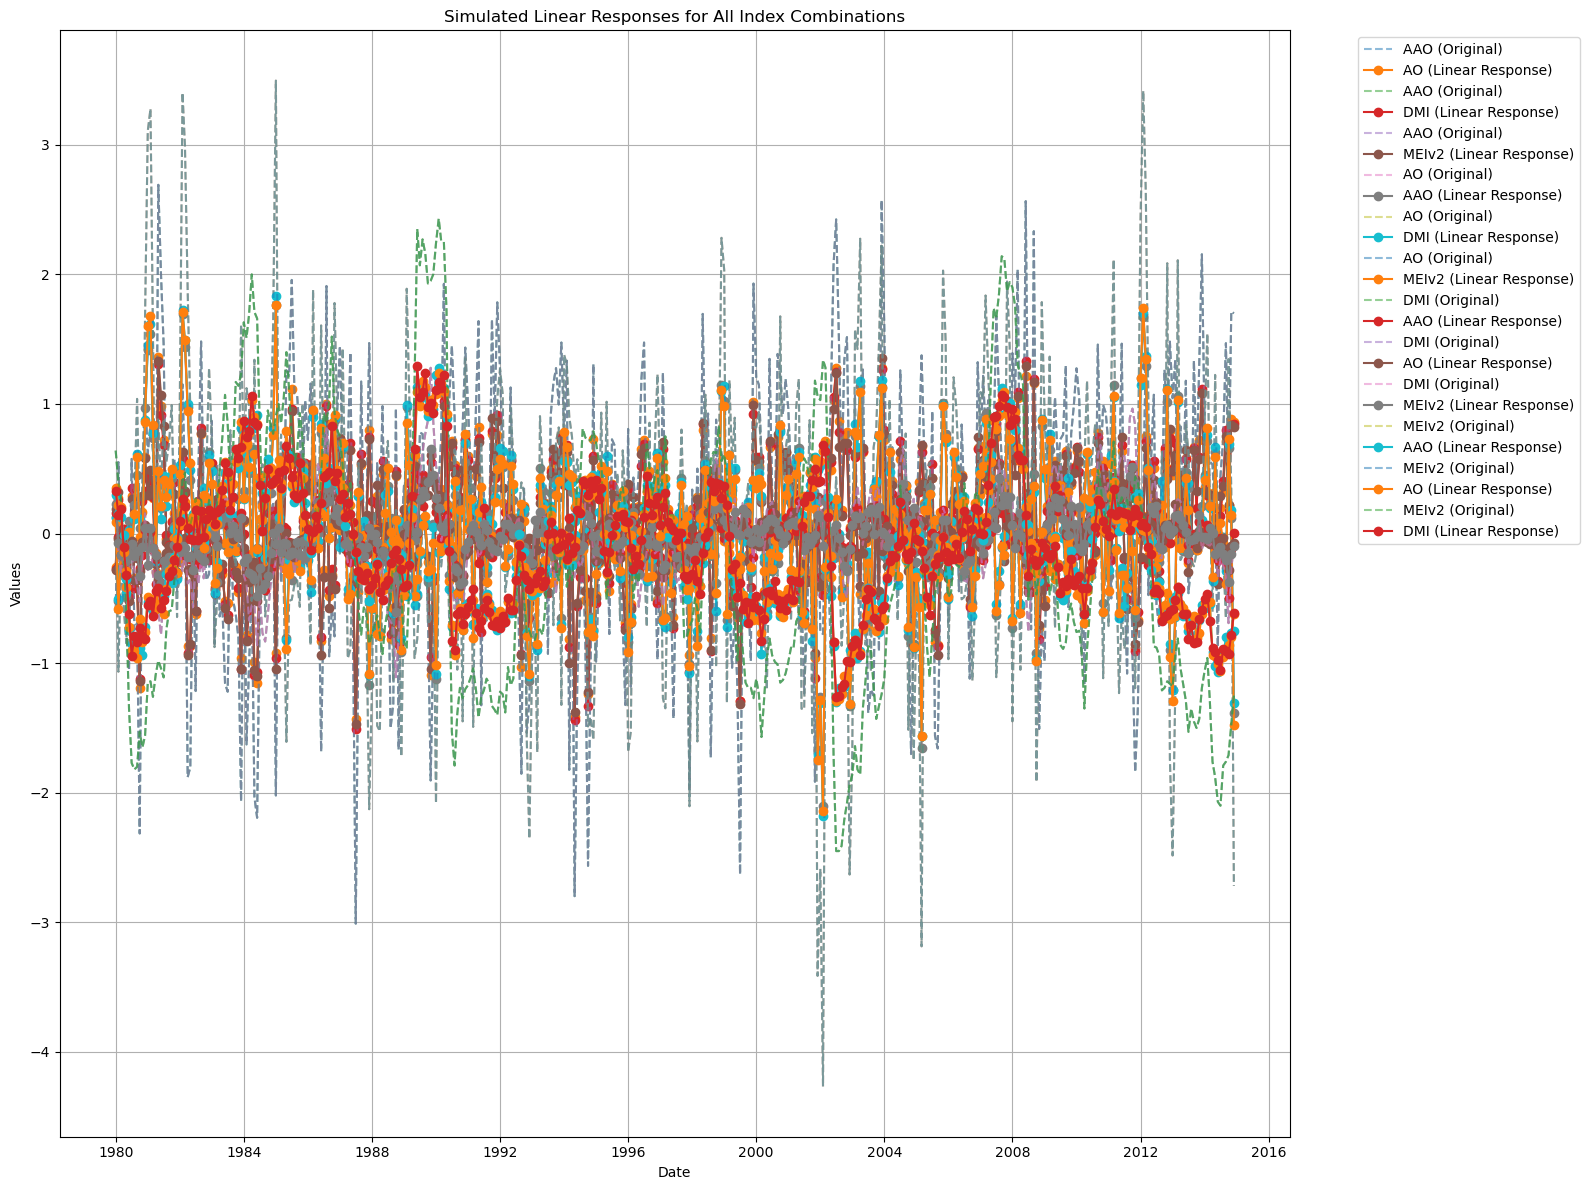 Simulated Linear Responses for All Index Combinations
AAO (Original)
AO (Linear Response)
AAO (Original)
DMI (Linear Response)
AAO (Original)
MEIv2 (Linear Response)
AO (Original)
AAO (Linear Response)
AO (Original)
DMI (Linear Response)
AO (Original)
MEIv2 (Linear Response)
DMI (Original)
AAO (Linear Response)
DMI (Original)
AO (Linear Response)
DMI (Original)
MEIv2 (Linear Response)
MEIv2 (Original)
AAO (Linear Response)
MEIv2 (Original)
AO (Linear Response)
MEIv2 (Original)
DMI (Linear Response)
3
2
1
0
−1
−2
−3
−4
Values
1980 1984 1988 1992 1996 2000 2004 2008 2012 2016
Date